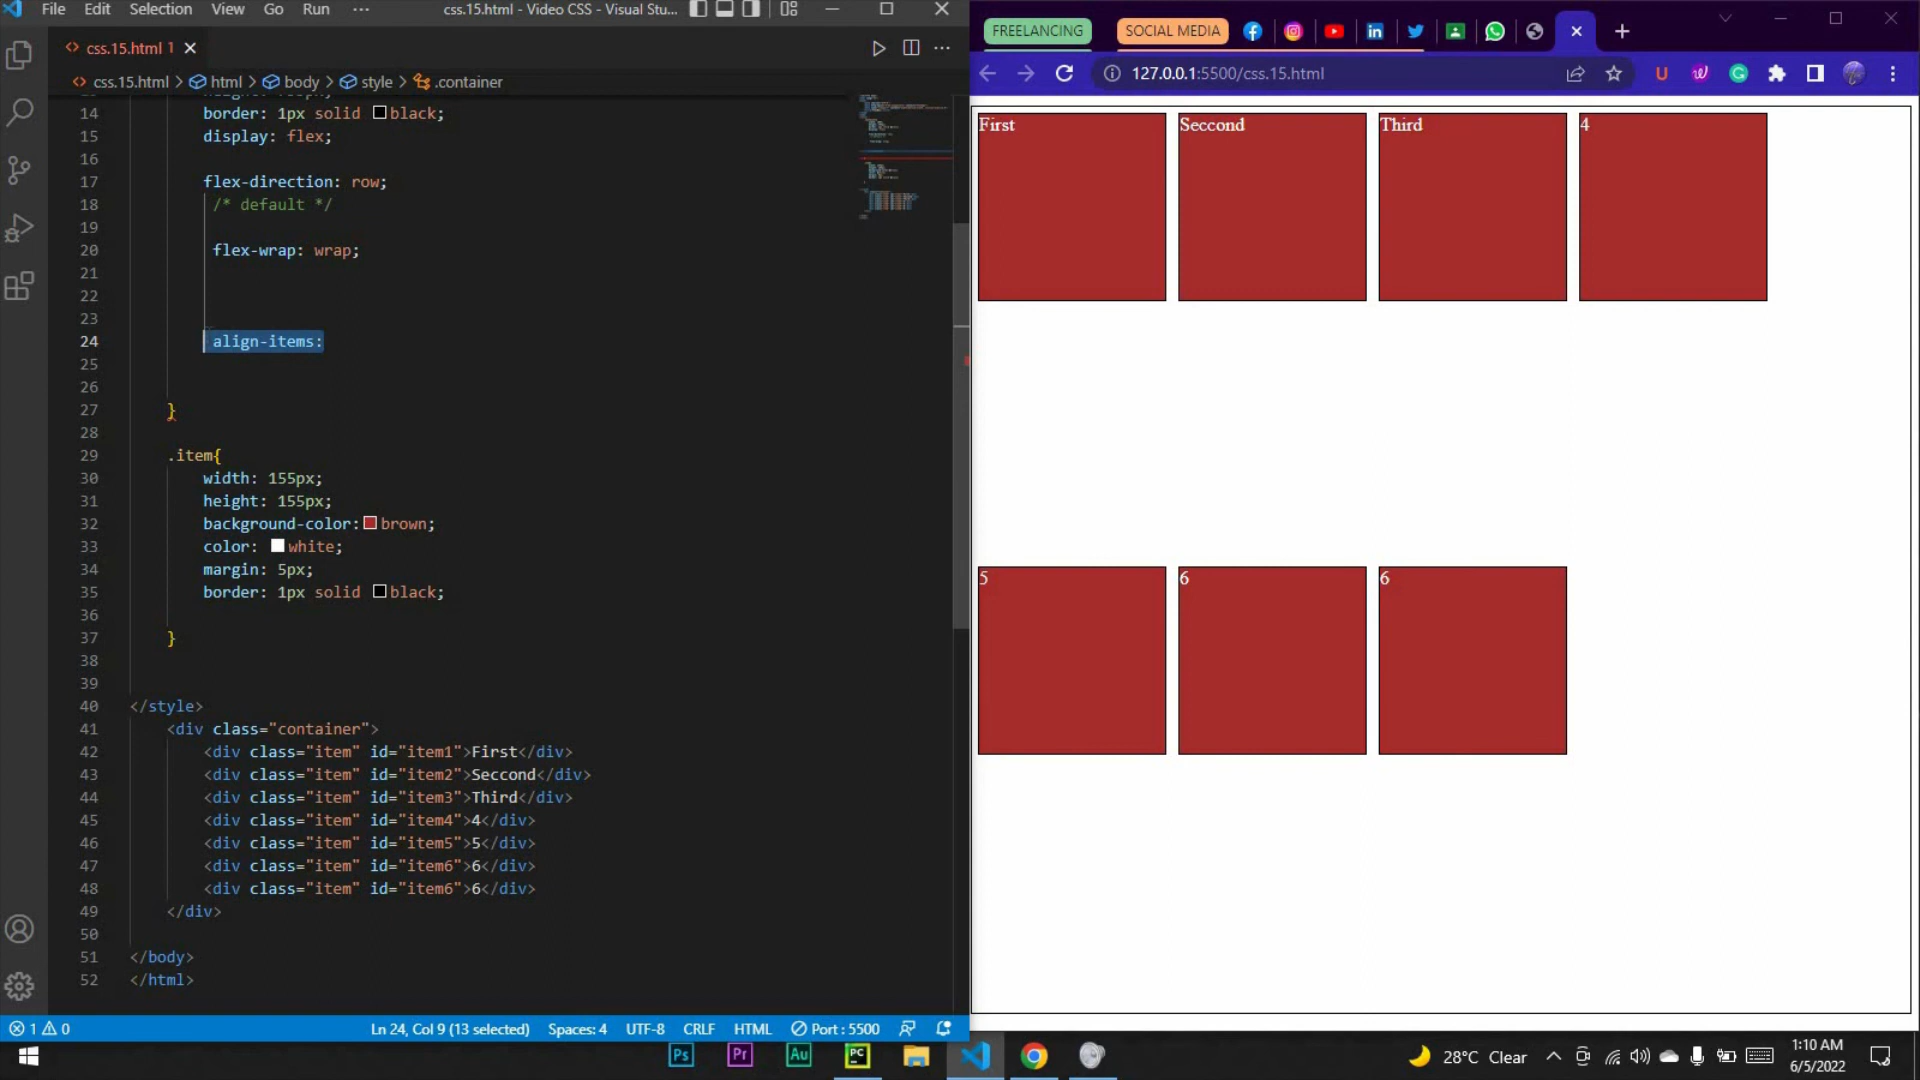 File Edit Selection View Go Run ··· css.15.html - Video CSS - Visual Stu...
css.15.html 1
css.15.html > html > body > style > .container
14 border: 1px solid black;
15 display: flex;
16
17 flex-direction: row;
18 /* default */
19
20 flex-wrap: wrap;
21
22
23
24 align-items:
25
26
27 }
28
29 .item{
30 width: 155px;
31 height: 155px;
32 background-color: brown;
33 color: white;
34 margin: 5px;
35 border: 1px solid black;
36
37 }
38
39
40 </style>
41 <div class="container">
42 <div class="item" id="item1">First</div>
43 <div class="item" id="item2">Seccond</div>
44 <div class="item" id="item3">Third</div>
45 <div class="item" id="item4">4</div>
46 <div class="item" id="item5">5</div>
47 <div class="item" id="item6">6</div>
48 <div class="item" id="item6">6</div>
49 </div>
50
51 </body>
52 </html>
1 0 Ln 24, Col 9 (13 selected) Spaces: 4 UTF-8 CRLF HTML Port : 5500
FREELANCING SOCIAL MEDIA
127.0.0.1:5500/css.15.html
First Seccond Third 4
5 6 6
Ps Pr Au PC
28°C Clear
1:10 AM
6/5/2022